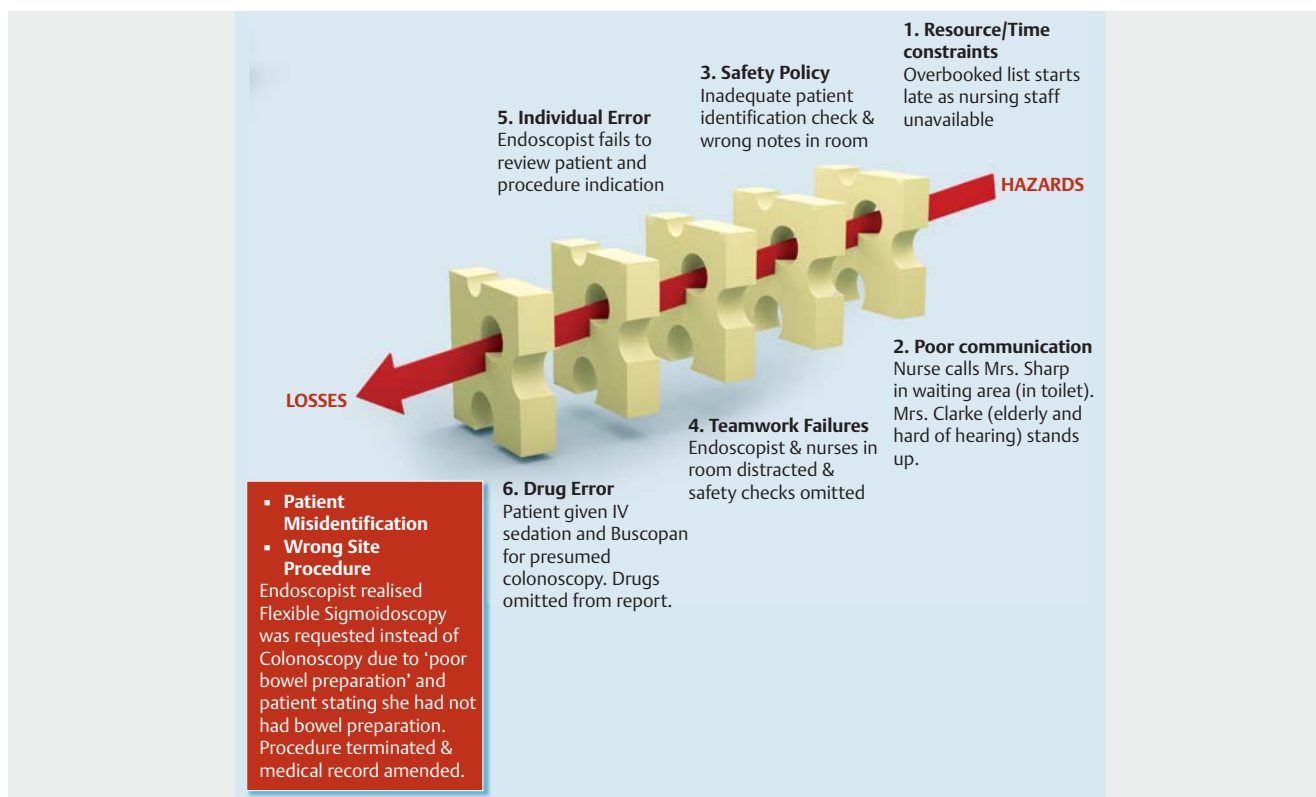 1. Resource/Time
constraints
Overbooked list starts
late as nursing staff
unavailable
3. Safety Policy
Inadequate patient
identification check &
wrong notes in room
5. Individual Error
Endoscopist fails to
review patient and
procedure indication
HAZARDS
LOSSES
2. Poor communication
Nurse calls Mrs. Sharp
in waiting area (in toilet).
Mrs. Clarke (elderly and
hard of hearing) stands
up.
4. Teamwork Failures
Endoscopist & nurses in
room distracted &
safety checks omitted
6. Drug Error
Patient given IV
sedation and Buscopan
for presumed
colonoscopy. Drugs
omitted from report.
▪ Patient
Misidentification
▪ Wrong Site
Procedure
Endoscopist realised
Flexible Sigmoidoscopy
was requested instead of
Colonoscopy due to ‘poor
bowel preparation’ and
patient stating she had not
had bowel preparation.
Procedure terminated &
medical record amended.